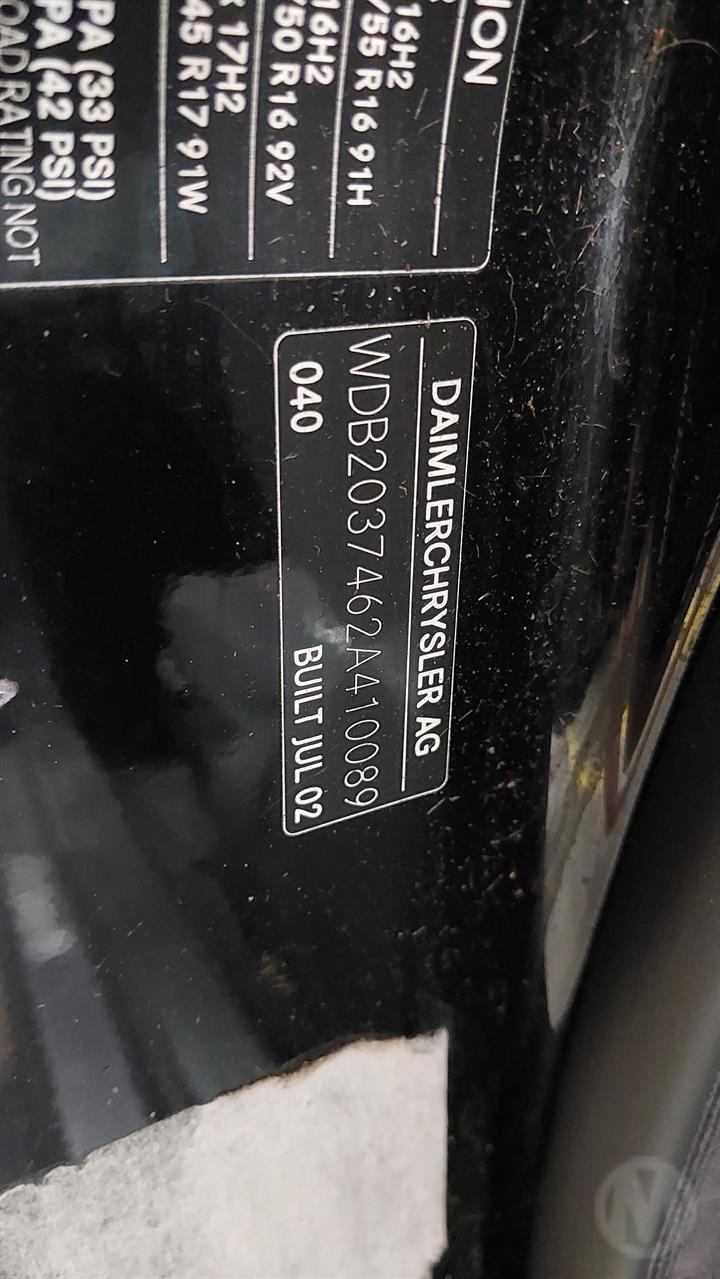 ION
R
16H2
/55 R16 91H
16H2
/50 R16 92V
R 17H2
45 R17 91W
PA (33 PSI)
PA (42 PSI)
OAD RATING NOT
DAIMLERCHRYSLER AG
WDB2037462A410089
040 BUILT JUL 02